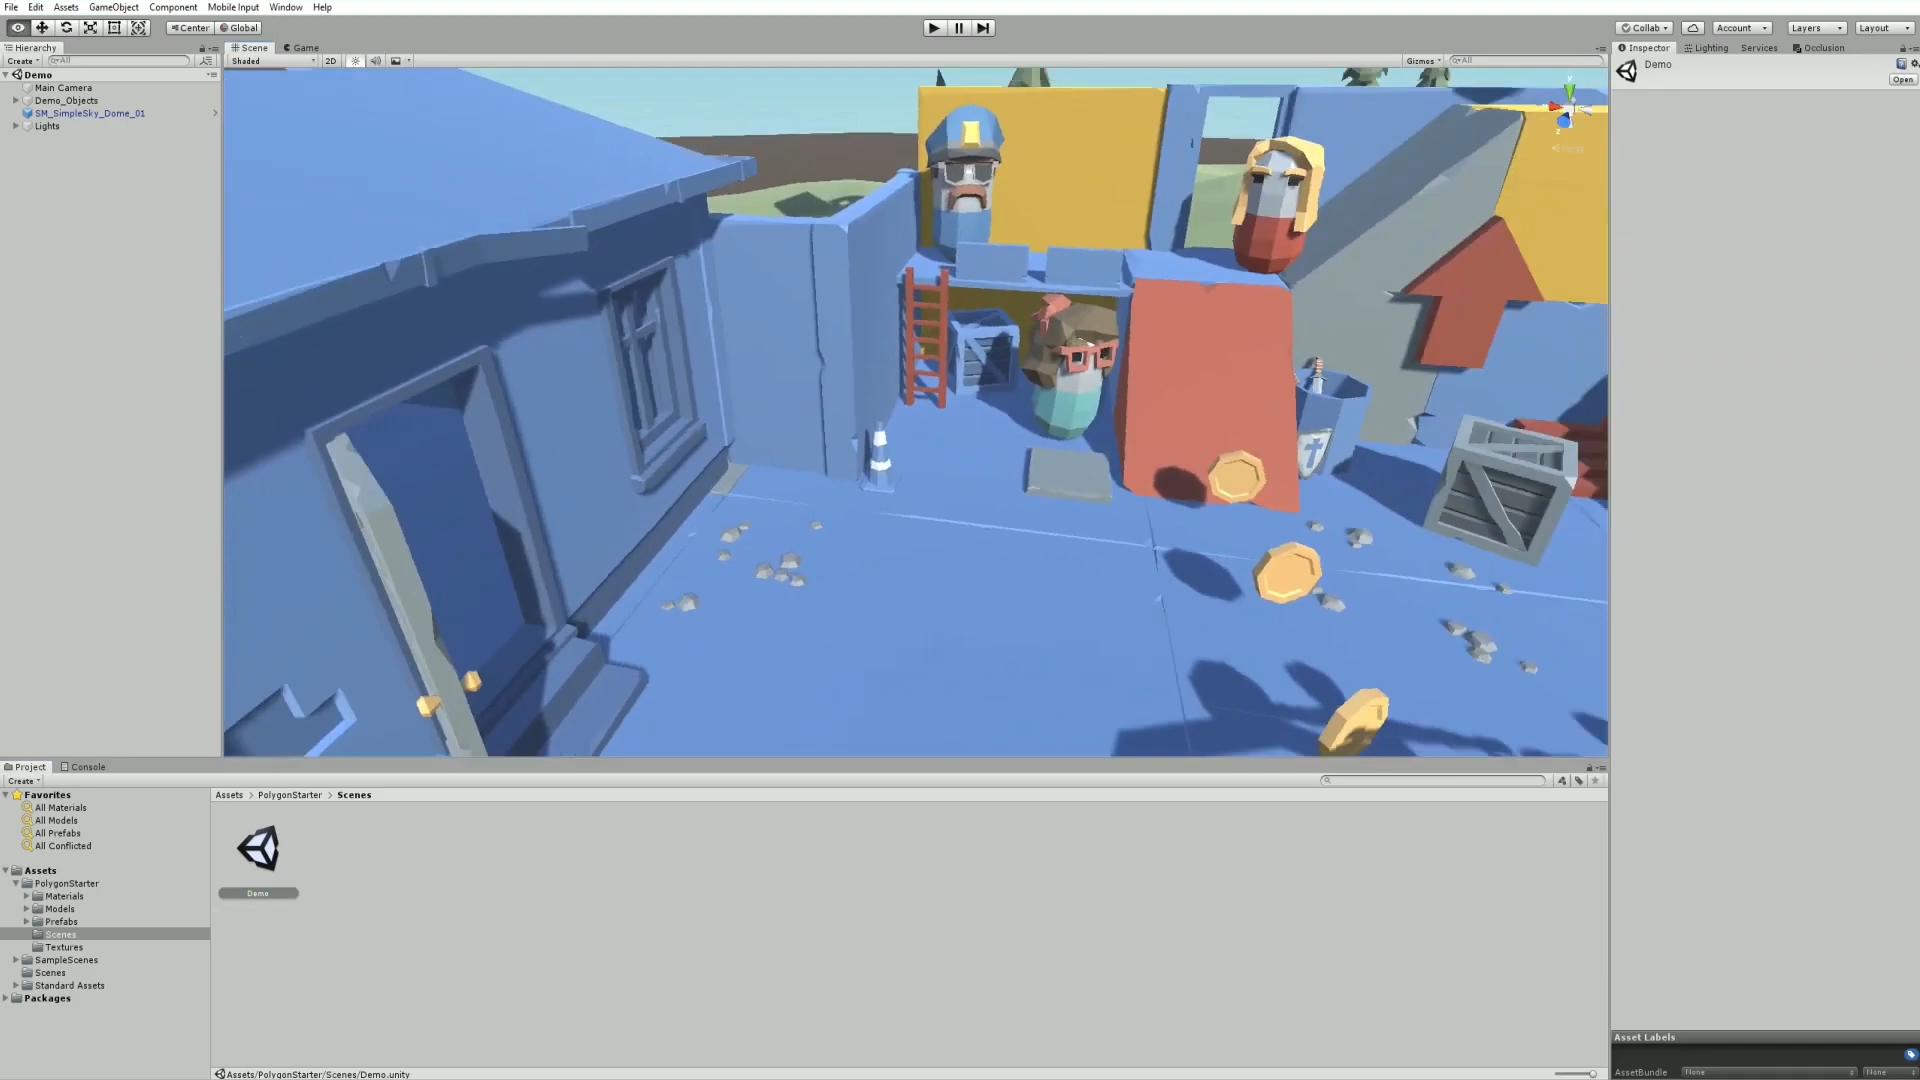 File Edit Assets GameObject Component Mobile Input Window Help
Center Global Collab Account Layers Layout
Hierarchy Scene Game Inspector Lighting Services Occlusion
Create All Shaded 2D Gizmos All
Demo Demo
Open
Main Camera
Demo_Objects
SM_SimpleSky_Dome_01
Lights
y
z
Project Console
Create
Favorites Assets > PolygonStarter > Scenes
All Materials
All Models
All Prefabs
All Conflicted
Assets
PolygonStarter
Materials Demo
Models
Prefabs
Scenes
Textures
SampleScenes
Scenes
Standard Assets
Packages
Asset Labels
Assets/PolygonStarter/Scenes/Demo.unity AssetBundle None None